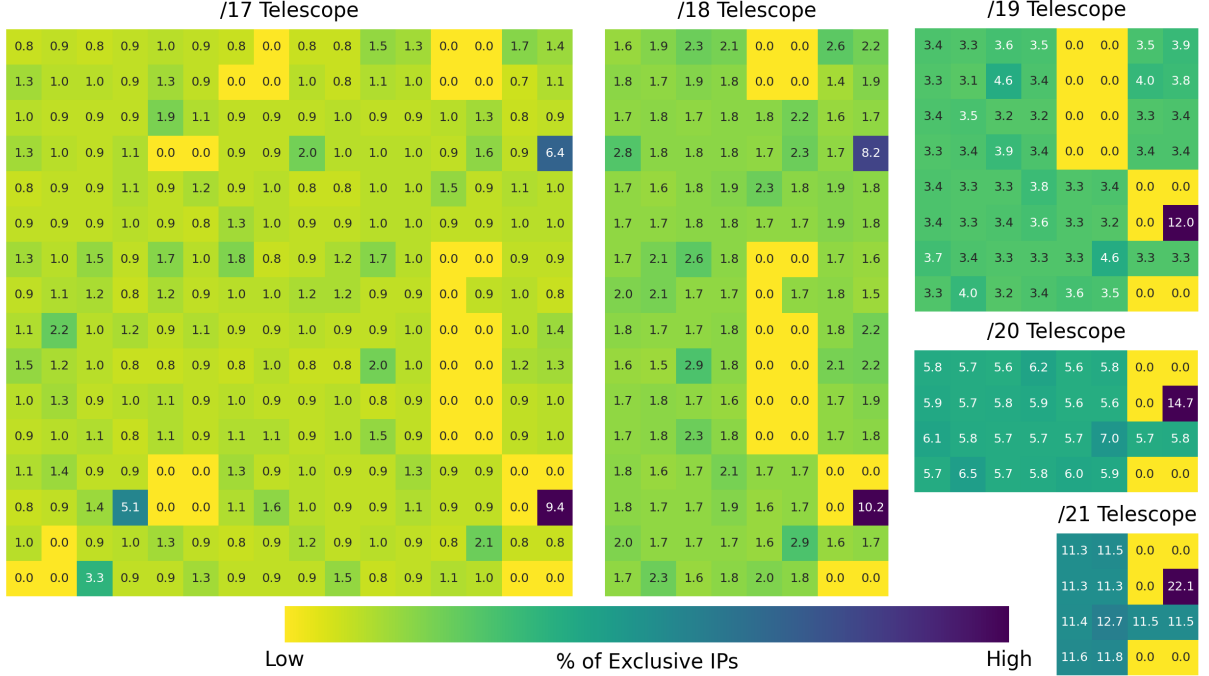 /17 Telescope
0.8 0.9 0.8 0.9 1.0 0.9 0.8 0.0 0.8 0.8 1.5 1.3 0.0 0.0 1.7 1.4
1.3 1.0 1.0 0.9 1.3 0.9 0.0 0.0 1.0 0.8 1.1 1.0 0.0 0.0 0.7 1.1
1.0 0.9 0.9 0.9 1.9 1.1 0.9 0.9 0.9 0.9 1.0 0.9 1.0 1.3 0.8 0.9
1.3 1.0 0.9 1.1 0.0 0.0 0.9 0.9 2.0 1.0 1.0 1.0 0.9 1.6 0.9 6.4
0.8 0.9 0.9 1.1 0.9 1.2 0.9 1.0 0.8 0.8 1.0 1.0 1.5 0.9 1.1 1.0
0.9 0.9 1.0 0.9 1.0 0.8 1.3 1.0 0.9 0.9 1.0 0.9 0.9 0.9 1.0 1.0
1.3 1.0 1.5 0.9 1.7 1.0 1.8 0.8 0.9 1.2 1.7 1.0 0.0 0.0 0.9 0.9
0.9 1.1 1.2 0.8 1.2 0.9 1.0 1.0 1.2 1.2 0.9 0.9 0.0 0.9 1.0 0.8
1.1 2.2 1.0 1.2 0.9 1.1 0.9 0.9 1.0 0.9 0.9 1.0 0.0 0.0 1.0 1.4
1.5 1.2 1.0 0.8 0.8 0.9 0.8 1.0 0.9 0.8 2.0 1.0 0.0 0.0 1.2 1.3
1.0 1.3 0.9 1.0 1.1 0.9 1.0 0.9 0.9 1.0 0.8 0.9 0.0 0.0 0.9 1.0
0.9 1.0 1.1 0.8 1.1 0.9 1.1 1.1 0.9 1.0 1.5 0.9 0.0 0.0 0.9 1.0
1.1 1.4 0.9 0.9 0.0 0.0 1.3 0.9 1.0 0.9 0.9 1.3 0.9 0.9 0.0 0.0
0.8 0.9 1.4 5.1 0.0 0.0 1.1 1.6 1.0 0.9 0.9 1.1 0.9 0.9 0.0 9.4
1.0 0.0 0.9 1.0 1.3 0.9 0.8 0.9 1.2 0.9 1.0 0.9 0.8 2.1 0.8 0.8
0.0 0.0 3.3 0.9 0.9 1.3 0.9 0.9 0.9 1.5 0.8 0.9 1.1 1.0 0.0 0.0
/18 Telescope
1.6 1.9 2.3 2.1 0.0 0.0 2.6 2.2
1.8 1.7 1.9 1.8 0.0 0.0 1.4 1.9
1.7 1.8 1.7 1.8 1.8 2.2 1.6 1.7
2.8 1.8 1.8 1.8 1.7 2.3 1.7 8.2
1.7 1.6 1.8 1.9 2.3 1.8 1.9 1.8
1.7 1.7 1.8 1.8 1.7 1.7 1.9 1.8
1.7 2.1 2.6 1.8 0.0 0.0 1.7 1.6
2.0 2.1 1.7 1.7 0.0 1.7 1.8 1.5
1.8 1.7 1.7 1.8 0.0 0.0 1.8 2.2
1.6 1.5 2.9 1.8 0.0 0.0 2.1 2.2
1.7 1.8 1.6 1.7 0.0 0.0 1.7 1.9
1.7 1.8 2.3 1.8 0.0 0.0 1.7 1.8
1.8 1.6 1.7 2.1 1.7 1.7 0.0 0.0
1.8 1.7 1.7 1.9 1.6 1.7 0.0 10.2
2.0 1.7 1.7 1.7 1.6 2.9 1.6 1.7
1.7 2.3 1.6 1.8 2.0 1.8 0.0 0.0
/19 Telescope
3.4 3.3 3.6 3.5 0.0 0.0 3.5 3.9
3.3 3.1 4.6 3.4 0.0 0.0 4.0 3.8
3.4 3.5 3.2 3.2 0.0 0.0 3.3 3.4
3.3 3.4 3.9 3.4 0.0 0.0 3.4 3.4
3.4 3.3 3.3 3.8 3.3 3.4 0.0 0.0
3.4 3.3 3.4 3.6 3.3 3.2 0.0 12.0
3.7 3.4 3.3 3.3 3.3 4.6 3.3 3.3
3.3 4.0 3.2 3.4 3.6 3.5 0.0 0.0
/20 Telescope
5.8 5.7 5.6 6.2 5.6 5.8 0.0 0.0
5.9 5.7 5.8 5.9 5.6 5.6 0.0 14.7
6.1 5.8 5.7 5.7 5.7 7.0 5.7 5.8
5.7 6.5 5.7 5.8 6.0 5.9 0.0 0.0
/21 Telescope
11.3 11.5 0.0 0.0
11.3 11.3 0.0 22.1
11.4 12.7 11.5 11.5
11.6 11.8 0.0 0.0
Low
% of Exclusive IPs
High